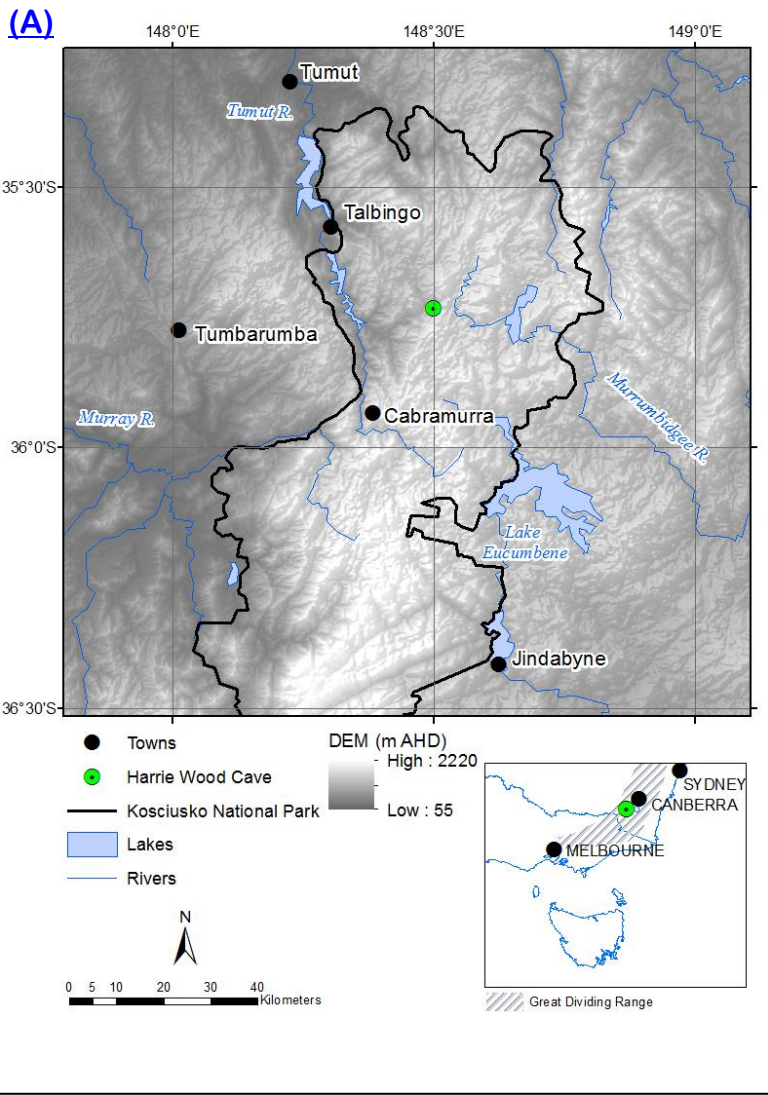 (A)
148°0'E 148°30'E 149°0'E
Tumut
Tumut R.
35°30'S
Talbingo
Tumbarumba
Cabramurra
Murray R.
Murrumbidgee R.
36°0'S
Lake
Eucumbene
Jindabyne
36°30'S
Towns
Harrie Wood Cave
Kosciusko National Park
Lakes
Rivers
DEM (m AHD)
High : 2220
Low : 55
N
0 5 10 20 30 40
Kilometers
SYDNEY
CANBERRA
MELBOURNE
Great Dividing Range